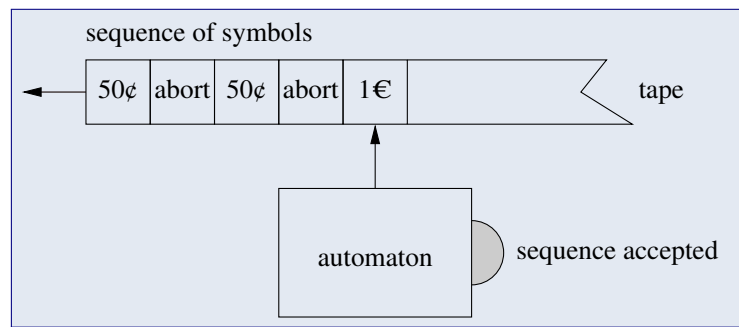 sequence of symbols
50¢ abort 50¢ abort 1€
tape
automaton
sequence accepted